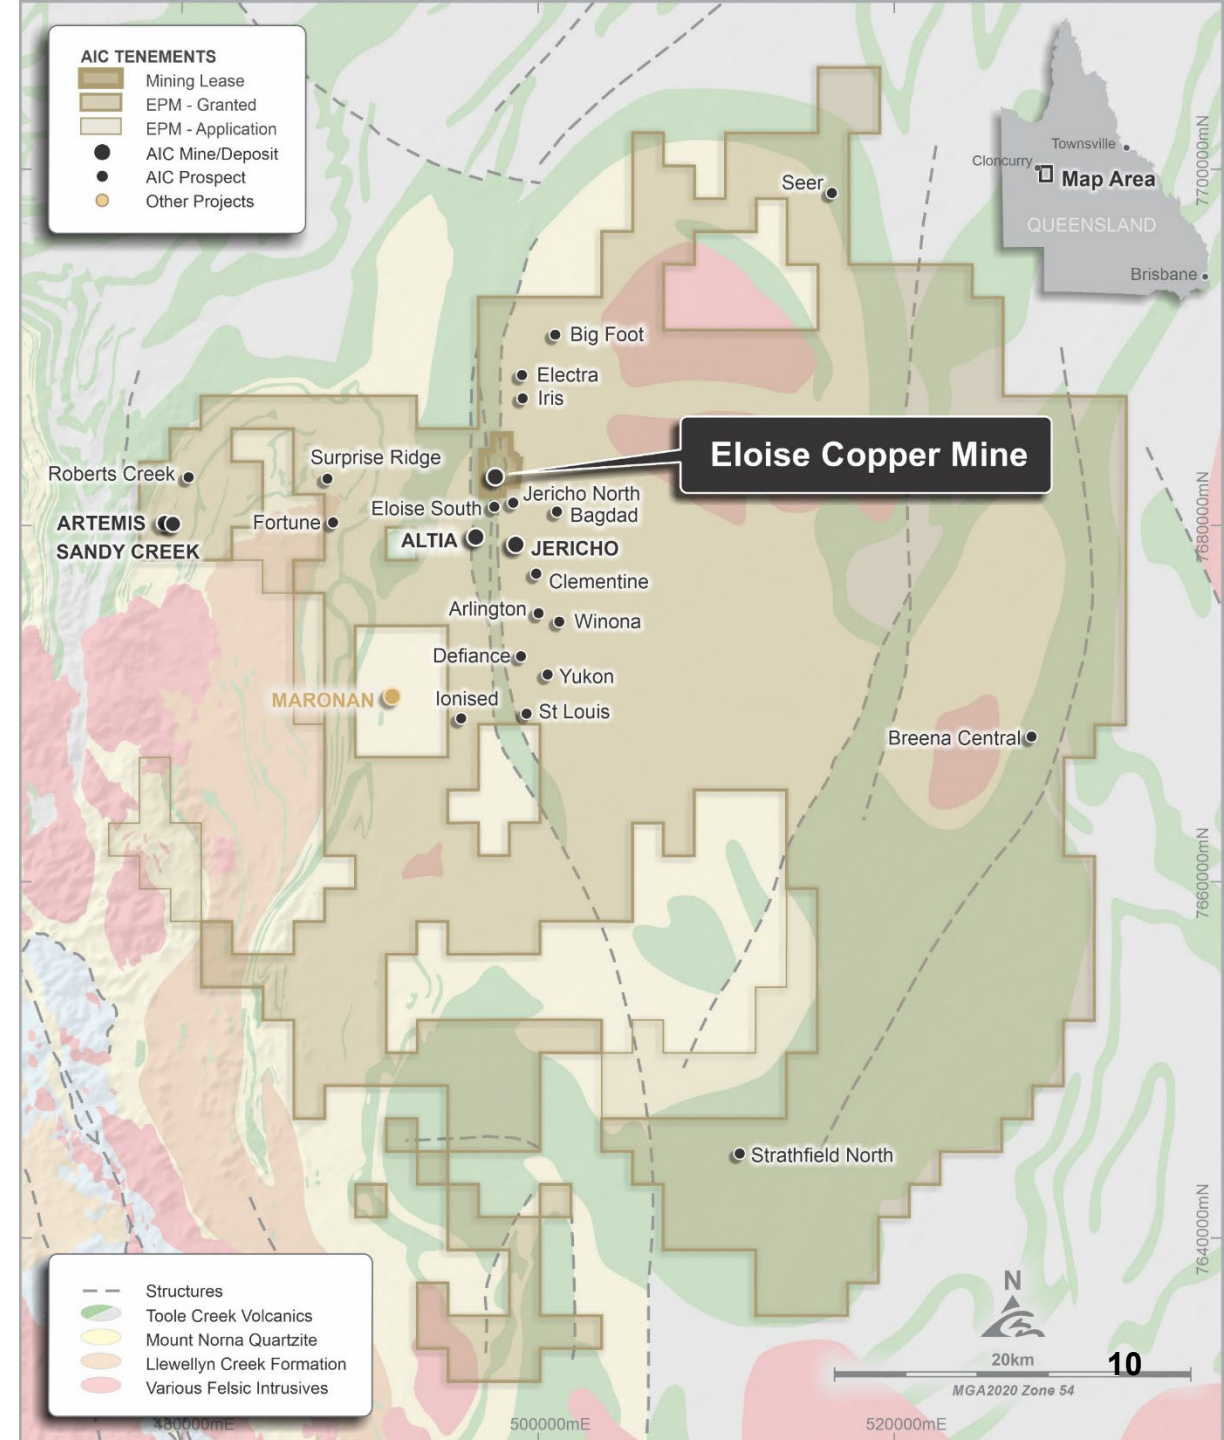 AIC TENEMENTS
Mining Lease
EPM - Granted
EPM - Application
AIC Mine/Deposit
AIC Prospect
Other Projects
Townsville
Cloncurry
Map Area
QUEENSLAND
Brisbane
7700000mN
Seer
Big Foot
Electra
Iris
Eloise Copper Mine
Surprise Ridge
Roberts Creek
Jericho North
Eloise South
Bagdad
ARTEMIS
Fortune
SANDY CREEK
ALTIA
JERICHO
7680000mN
Clementine
Arlington
Winona
Defiance
Yukon
MARONAN
Ionised
St Louis
Breena Central
7660000mN
Strathfield North
7640000mN
Structures
Toole Creek Volcanics
Mount Norna Quartzite
Llewellyn Creek Formation
Various Felsic Intrusives
N
20km
10
MGA2020 Zone 54
480000mE
500000mE
520000mE